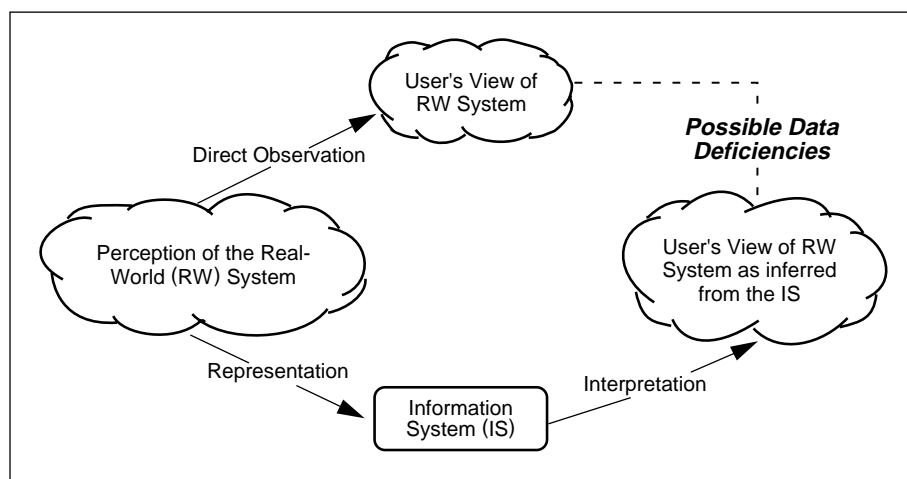 User's View of
RW System
Possible Data
Deficiencies
Direct Observation
Perception of the Real-
World (RW) System
User's View of RW
System as inferred
from the IS
Representation
Interpretation
Information
System (IS)